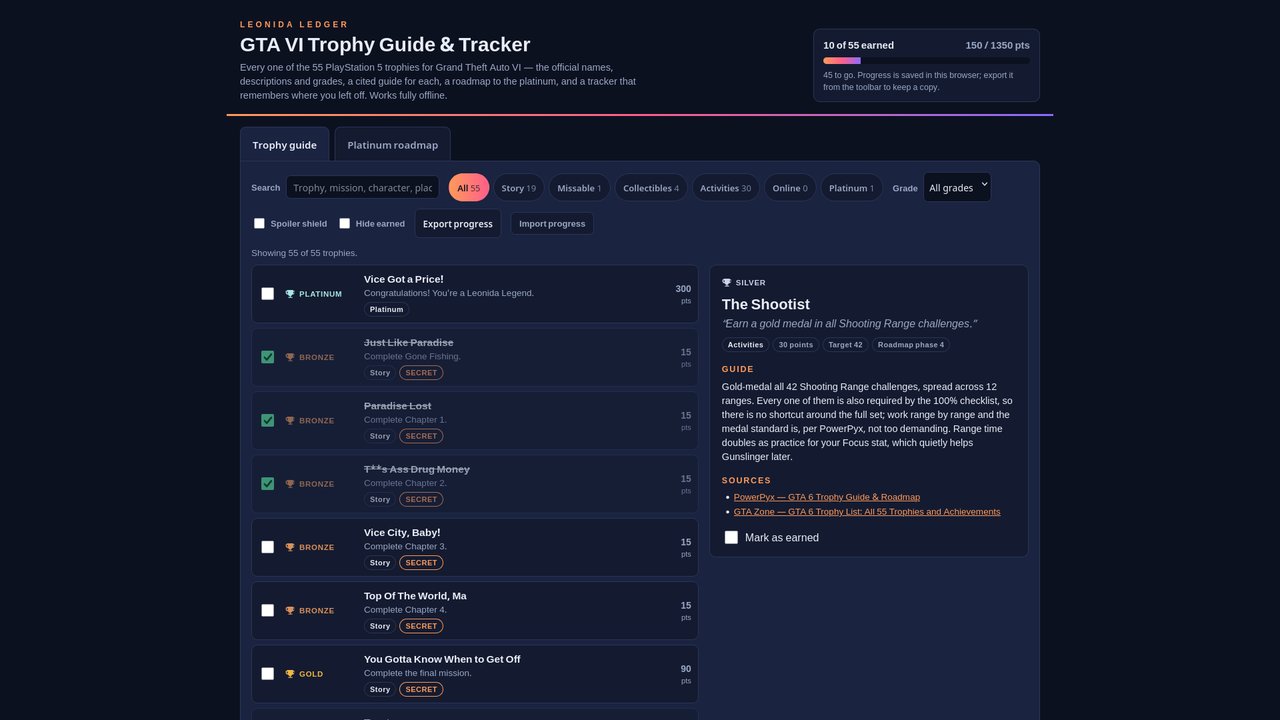 LEONIDA LEDGER
GTA VI Trophy Guide & Tracker
Every one of the 55 PlayStation 5 trophies for Grand Theft Auto VI — the official names,
descriptions and grades, a cited guide for each, a roadmap to the platinum, and a tracker that
remembers where you left off. Works fully offline.
10 of 55 earned 150 / 1350 pts
45 to go. Progress is saved in this browser; export it
from the toolbar to keep a copy.
Trophy guide Platinum roadmap
Search Trophy, mission, character, plac All 55 Story 19 Missable 1 Collectibles 4 Activities 30 Online 0 Platinum 1 Grade All grades
Spoiler shield Hide earned Export progress Import progress
Showing 55 of 55 trophies.
PLATINUM
Vice Got a Price!
Congratulations! You're a Leonida Legend.
Platinum
300
pts
BRONZE
Just Like Paradise
Complete Gone Fishing.
Story SECRET
15
pts
BRONZE
Paradise Lost
Complete Chapter 1.
Story SECRET
15
pts
BRONZE
T**s Ass Drug Money
Complete Chapter 2.
Story SECRET
15
pts
BRONZE
Vice City, Baby!
Complete Chapter 3.
Story SECRET
15
pts
BRONZE
Top Of The World, Ma
Complete Chapter 4.
Story SECRET
15
pts
GOLD
You Gotta Know When to Get Off
Complete the final mission.
Story SECRET
90
pts
SILVER
The Shootist
“Earn a gold medal in all Shooting Range challenges.”
Activities 30 points Target 42 Roadmap phase 4
GUIDE
Gold-medal all 42 Shooting Range challenges, spread across 12
ranges. Every one of them is also required by the 100% checklist, so
there is no shortcut around the full set; work range by range and the
medal standard is, per PowerPyx, not too demanding. Range time
doubles as practice for your Focus stat, which quietly helps
Gunslinger later.
SOURCES
• PowerPyx — GTA 6 Trophy Guide & Roadmap
• GTA Zone — GTA 6 Trophy List: All 55 Trophies and Achievements
Mark as earned